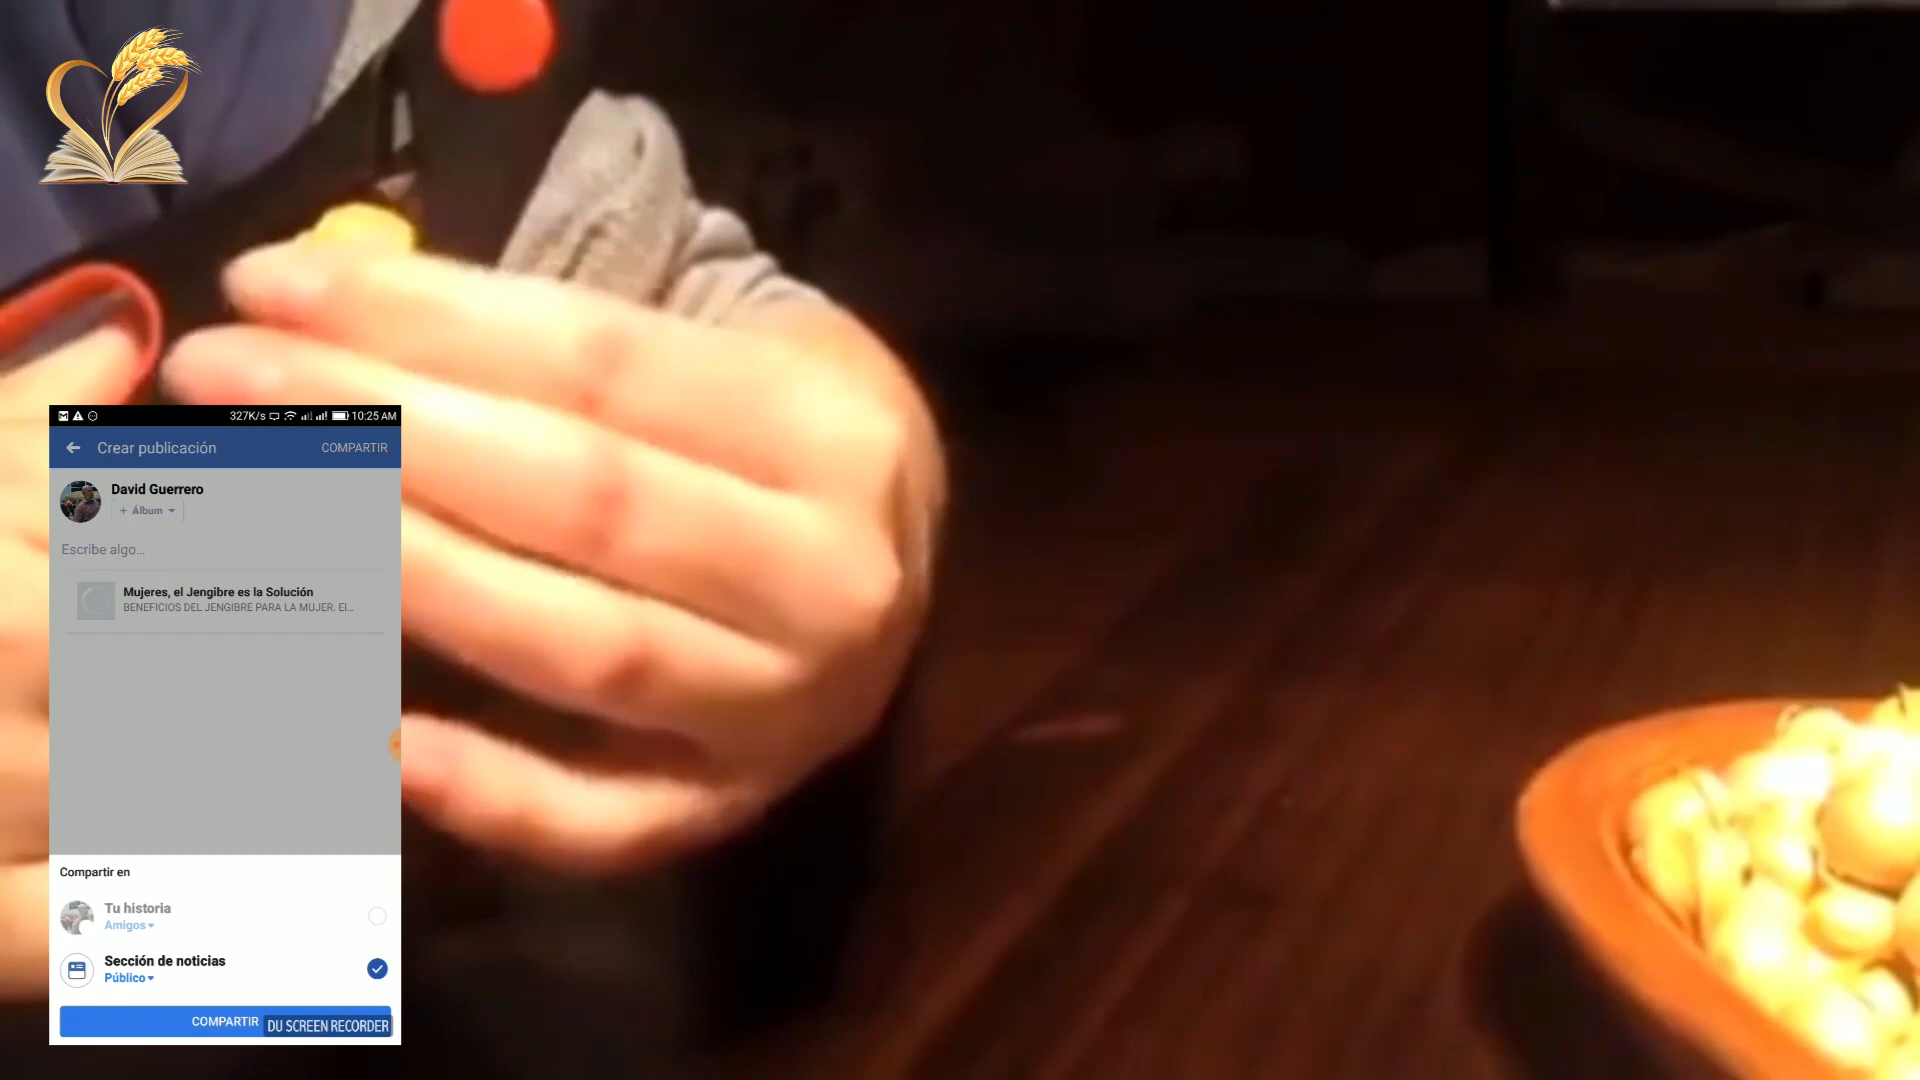 327K/s 10:25 AM
Crear publicación COMPARTIR
David Guerrero
+ Álbum
Escribe algo...
Mujeres, el Jengibre es la Solución
BENEFICIOS DEL JENGIBRE PARA LA MUJER. El...
Compartir en
Tu historia
Amigos
Sección de noticias
Público
COMPARTIR
DU SCREEN RECORDER